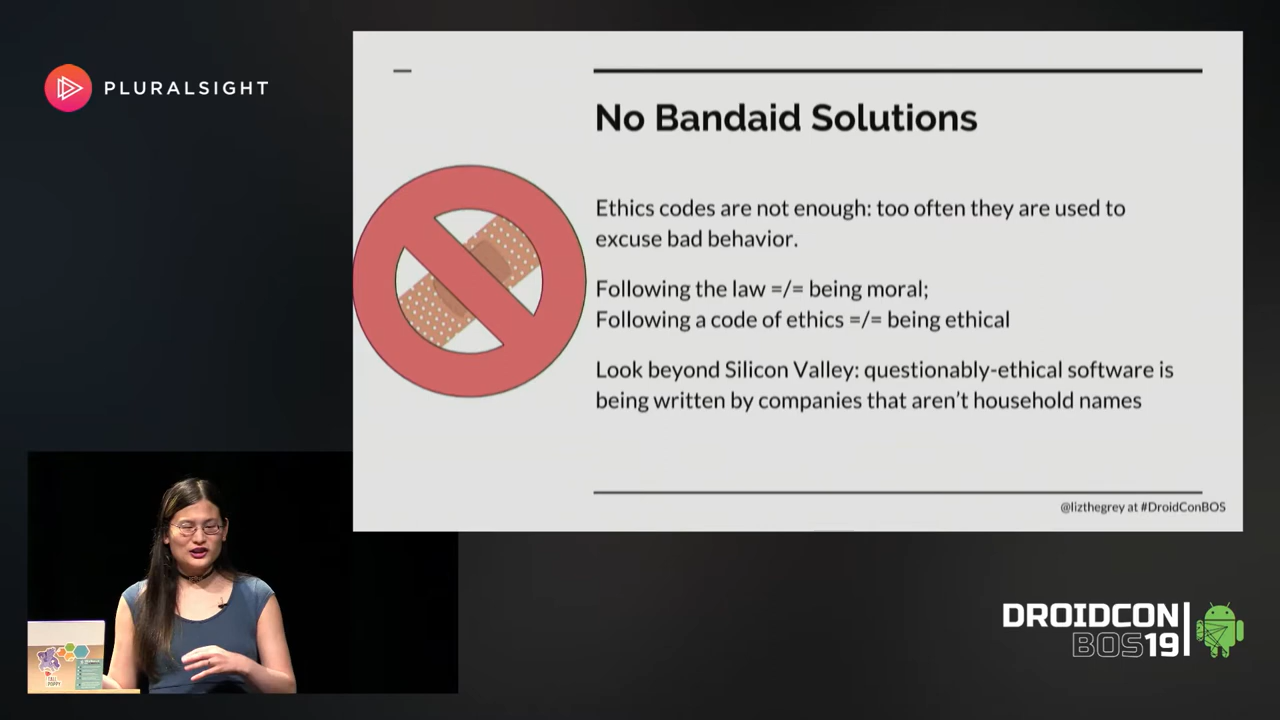 PLURALSIGHT
No Bandaid Solutions
Ethics codes are not enough: too often they are used to
excuse bad behavior.
Following the law =/= being moral;
Following a code of ethics =/= being ethical
Look beyond Silicon Valley: questionably-ethical software is
being written by companies that aren't household names
@lizthegrey at #DroidConBOS
TALL
POPPY
DROIDCON
BOS19